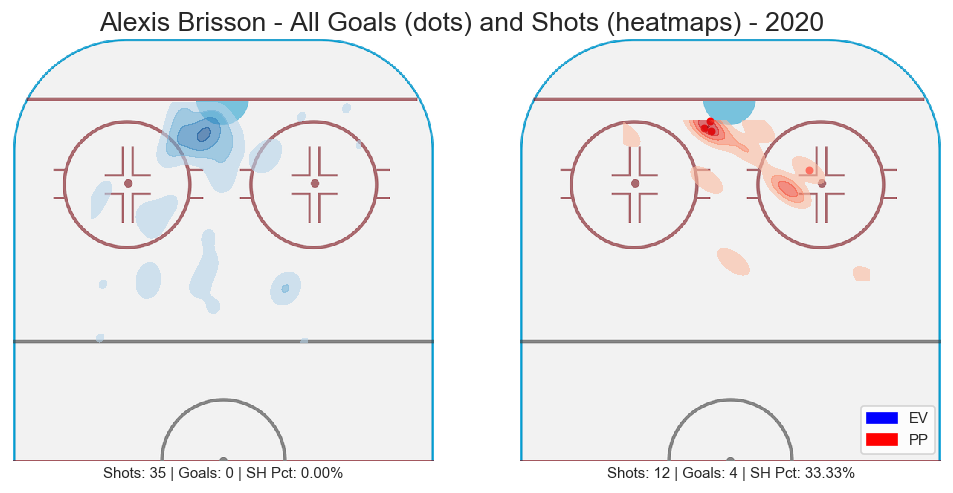 Alexis Brisson - All Goals (dots) and Shots (heatmaps) - 2020
EV
PP
Shots: 35 | Goals: 0 | SH Pct: 0.00%
Shots: 12 | Goals: 4 | SH Pct: 33.33%